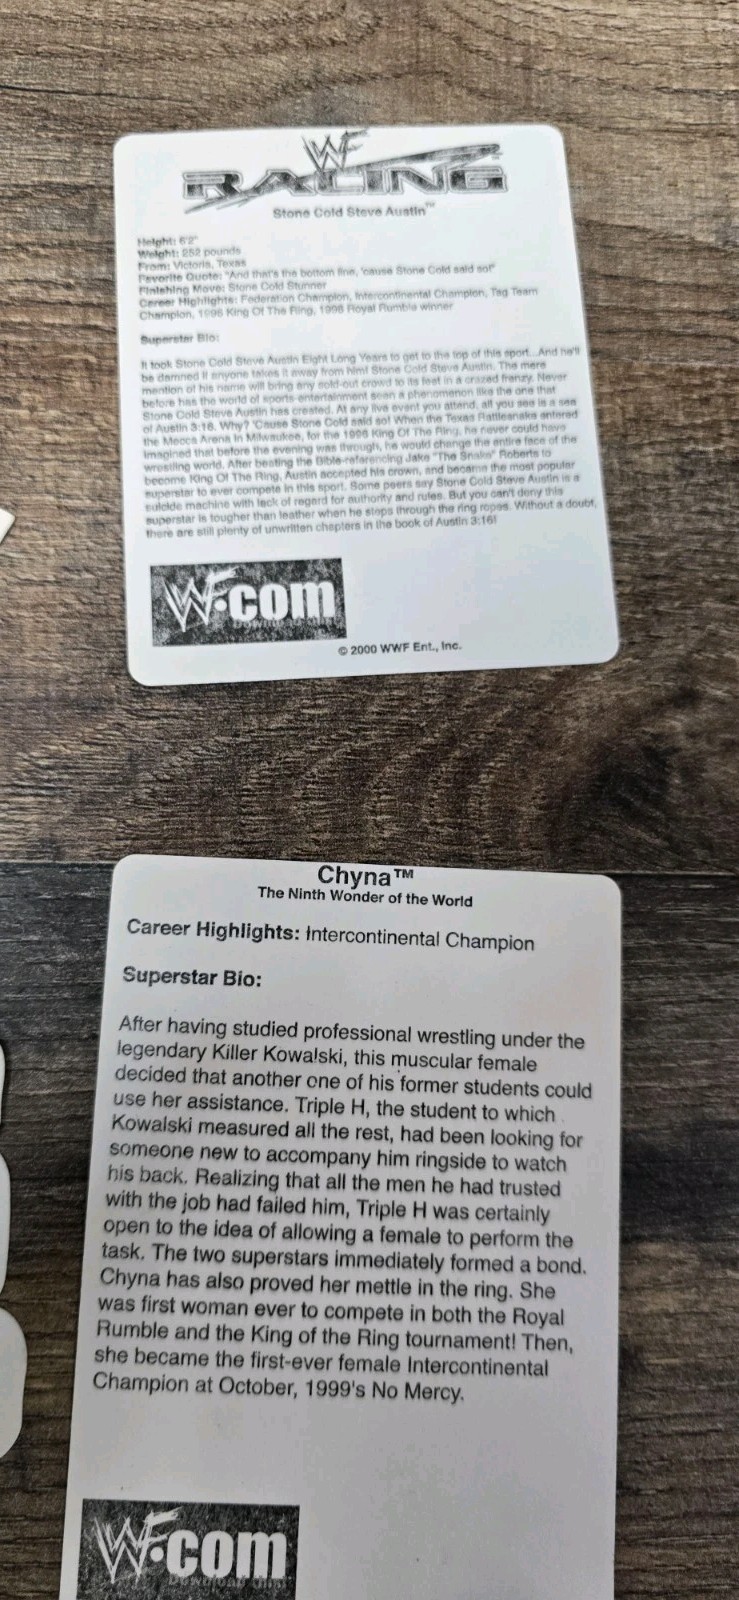 WF
RACING
Stone Cold Steve Austin™
Height: 6'2"
Weight: 252 pounds
From: Victoria, Texas
Favorite Quote: "And that's the bottom line, 'cause Stone Cold said so!"
Finishing Move: Stone Cold Stunner
Career Highlights: Federation Champion, Intercontinental Champion, Tag Team
Champion, 1996 King Of The Ring, 1998 Royal Rumble winner
Superstar Bio:
It took Stone Cold Steve Austin Eight Long Years to get to the top of this sport...And he'll
be damned if anyone takes it away from him! Stone Cold Steve Austin. The mere
mention of his name will bring any sold-out crowd to its feet in a crazed frenzy. Never
before has the world of sports-entertainment seen a phenomenon like the one that
Stone Cold Steve Austin has created. At any live event you attend, all you see is a sea
of Austin 3:16. Why? 'Cause Stone Cold said so! When the Texas Rattlesnake entered
the Mecca Arena in Milwaukee, for the 1996 King Of The Ring, he never could have
imagined that before the evening was through, he would change the entire face of the
wrestling world. After beating the Bible-referencing Jake "The Snake" Roberts to
become King Of The Ring, Austin accepted his crown, and became the most popular
superstar to ever compete in this sport. Some peers say Stone Cold Steve Austin is a
suicide machine with lack of regard for authority and rules. But you can't deny this
superstar is tougher than leather when he steps through the ring ropes. Without a doubt,
there are still plenty of unwritten chapters in the book of Austin 3:16!
WF.com
Download this!
© 2000 WWF Ent., Inc.
Chyna™
The Ninth Wonder of the World
Career Highlights: Intercontinental Champion
Superstar Bio:
After having studied professional wrestling under the
legendary Killer Kowalski, this muscular female
decided that another one of his former students could
use her assistance. Triple H, the student to which
Kowalski measured all the rest, had been looking for
someone new to accompany him ringside to watch
his back. Realizing that all the men he had trusted
with the job had failed him, Triple H was certainly
open to the idea of allowing a female to perform the
task. The two superstars immediately formed a bond.
Chyna has also proved her mettle in the ring. She
was first woman ever to compete in both the Royal
Rumble and the King of the Ring tournament! Then,
she became the first-ever female Intercontinental
Champion at October, 1999's No Mercy.
WF.com
Download this!